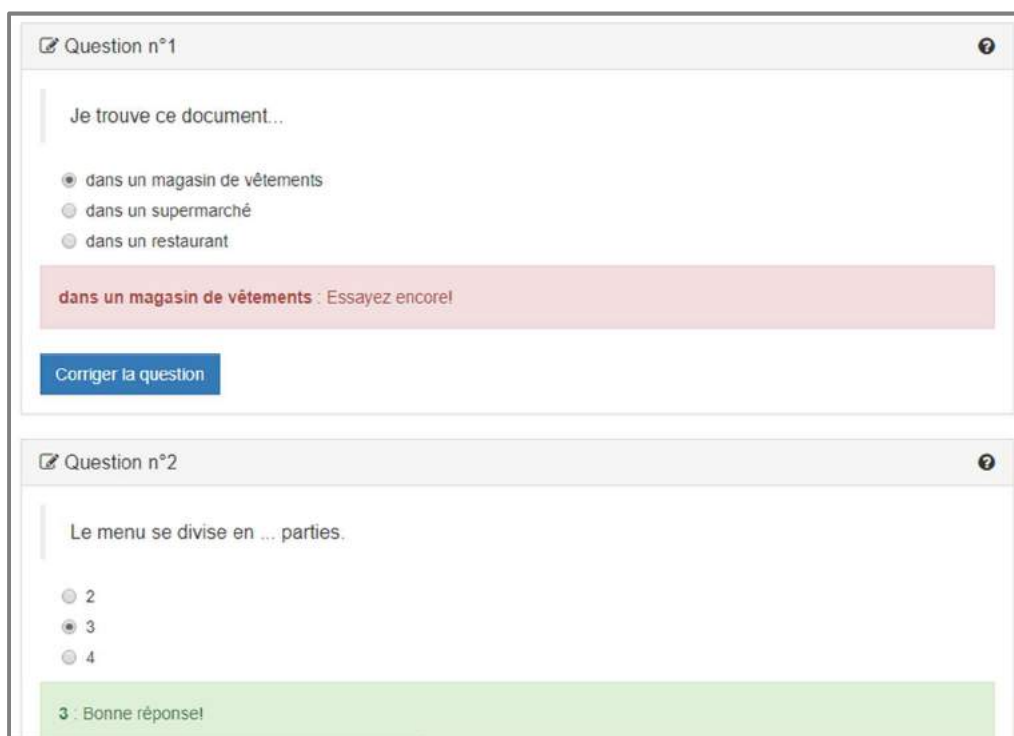 Question n°1
Je trouve ce document...
dans un magasin de vêtements
dans un supermarché
dans un restaurant
dans un magasin de vêtements : Essayez encore!
Corriger la question
Question n°2
Le menu se divise en ... parties.
2
3
4
3 : Bonne réponse!